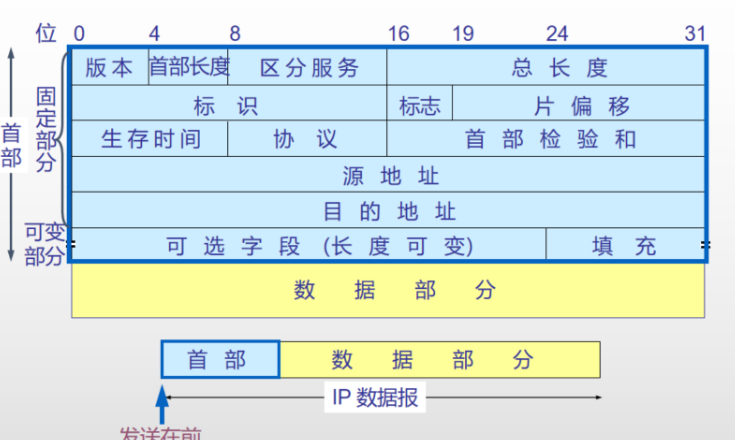 位 0 4 8 16 19 24 31
版本 首部长度 区分服务 总长度
标识 标志 片偏移
生存时间 协议 首部检验和
源地址
目的地址
可选字段 (长度可变) 填充
数据部分
首部
固定部分
可变部分
首部 数据部分
IP 数据报
发送在前